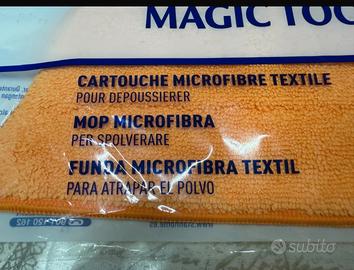 MAGIC TOO
CARTOUCHE MICROFIBRE TEXTILE
POUR DEPOUSSIERER
MOP MICROFIBRA
PER SPOLVERARE
FUNDA MICROFIBRA TEXTIL
PARA ATRAPAR EL POLVO
subito